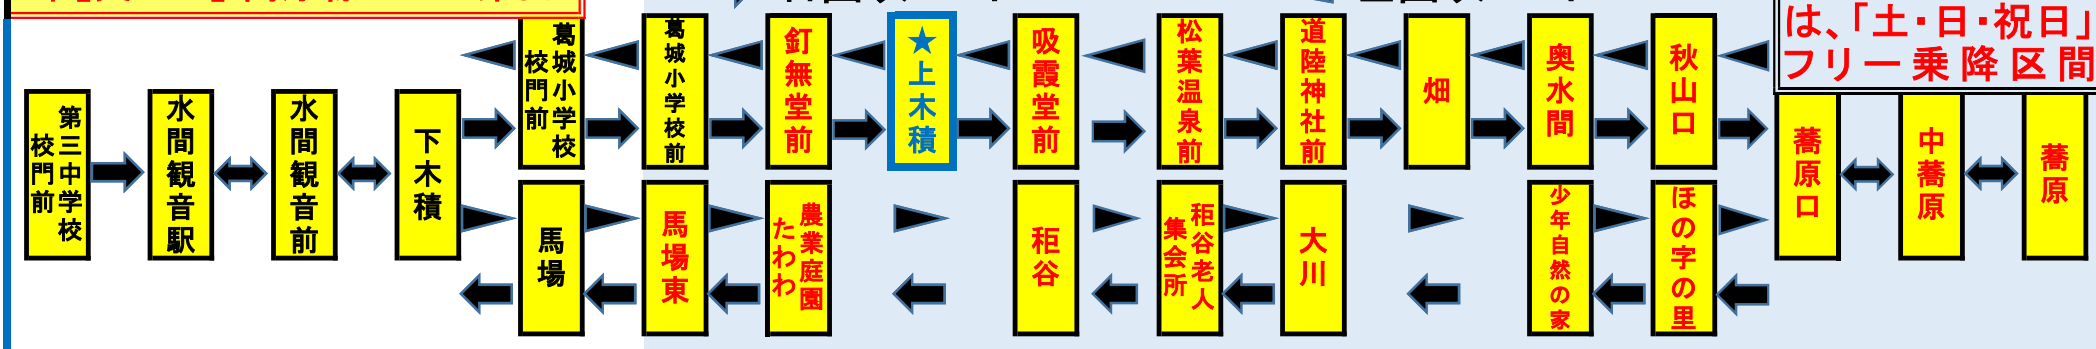 は、「土・日・祝日」
フリー乗降区間
第三中学校
校門前
水間観音駅
水間観音前
下木積
葛城小学校
校門前
葛城小学校前
釘無堂前
★上木積
吸霞堂前
松葉温泉前
道陸神社前
畑
奥水間
秋山口
馬場
馬場東
農業庭園
たわわ
秬谷
秬谷老人
集会所
大川
少年自然の家
ほの字の里
蕎原口
中蕎原
蕎原